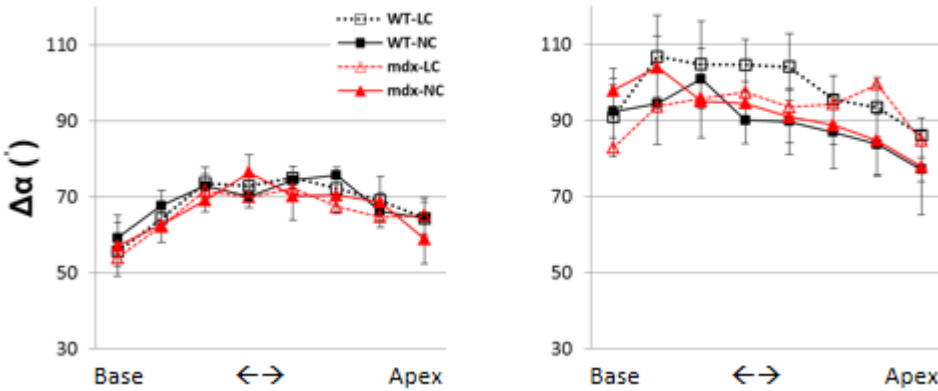 WT-LC
WT-NC
mdx-LC
mdx-NC
Δα (°)
110
90
70
50
30
Base ←→ Apex
110
90
70
50
30
Base ←→ Apex